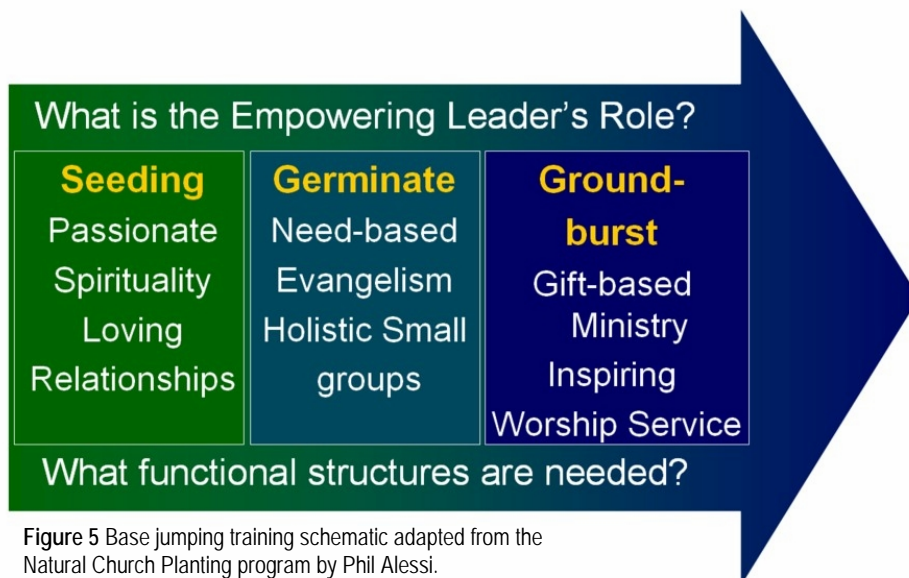 What is the Empowering Leader's Role?
Seeding
Passionate
Spirituality
Loving
Relationships
Germinate
Need-based
Evangelism
Holistic Small
groups
Ground-
burst
Gift-based
Ministry
Inspiring
Worship Service
What functional structures are needed?
Figure 5 Base jumping training schematic adapted from the
Natural Church Planting program by Phil Alessi.